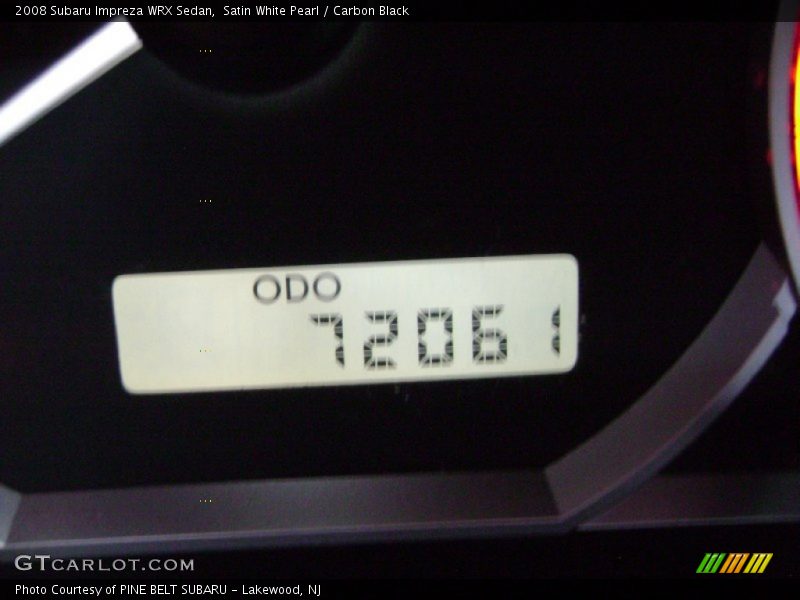 2008 Subaru Impreza WRX Sedan,  Satin White Pearl / Carbon Black
ODO
72061
GTCARLOT.COM
Photo Courtesy of PINE BELT SUBARU - Lakewood, NJ